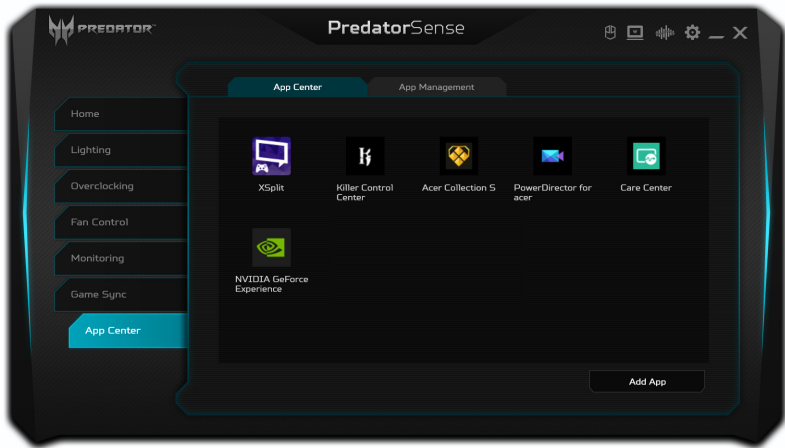 PREDATOR
PredatorSense
App Center
App Management
Home
Lighting
Overclocking
Fan Control
Monitoring
Game Sync
App Center
XSplit
Killer Control
Center
Acer Collection S
PowerDirector for
acer
Care Center
NVIDIA GeForce
Experience
Add App